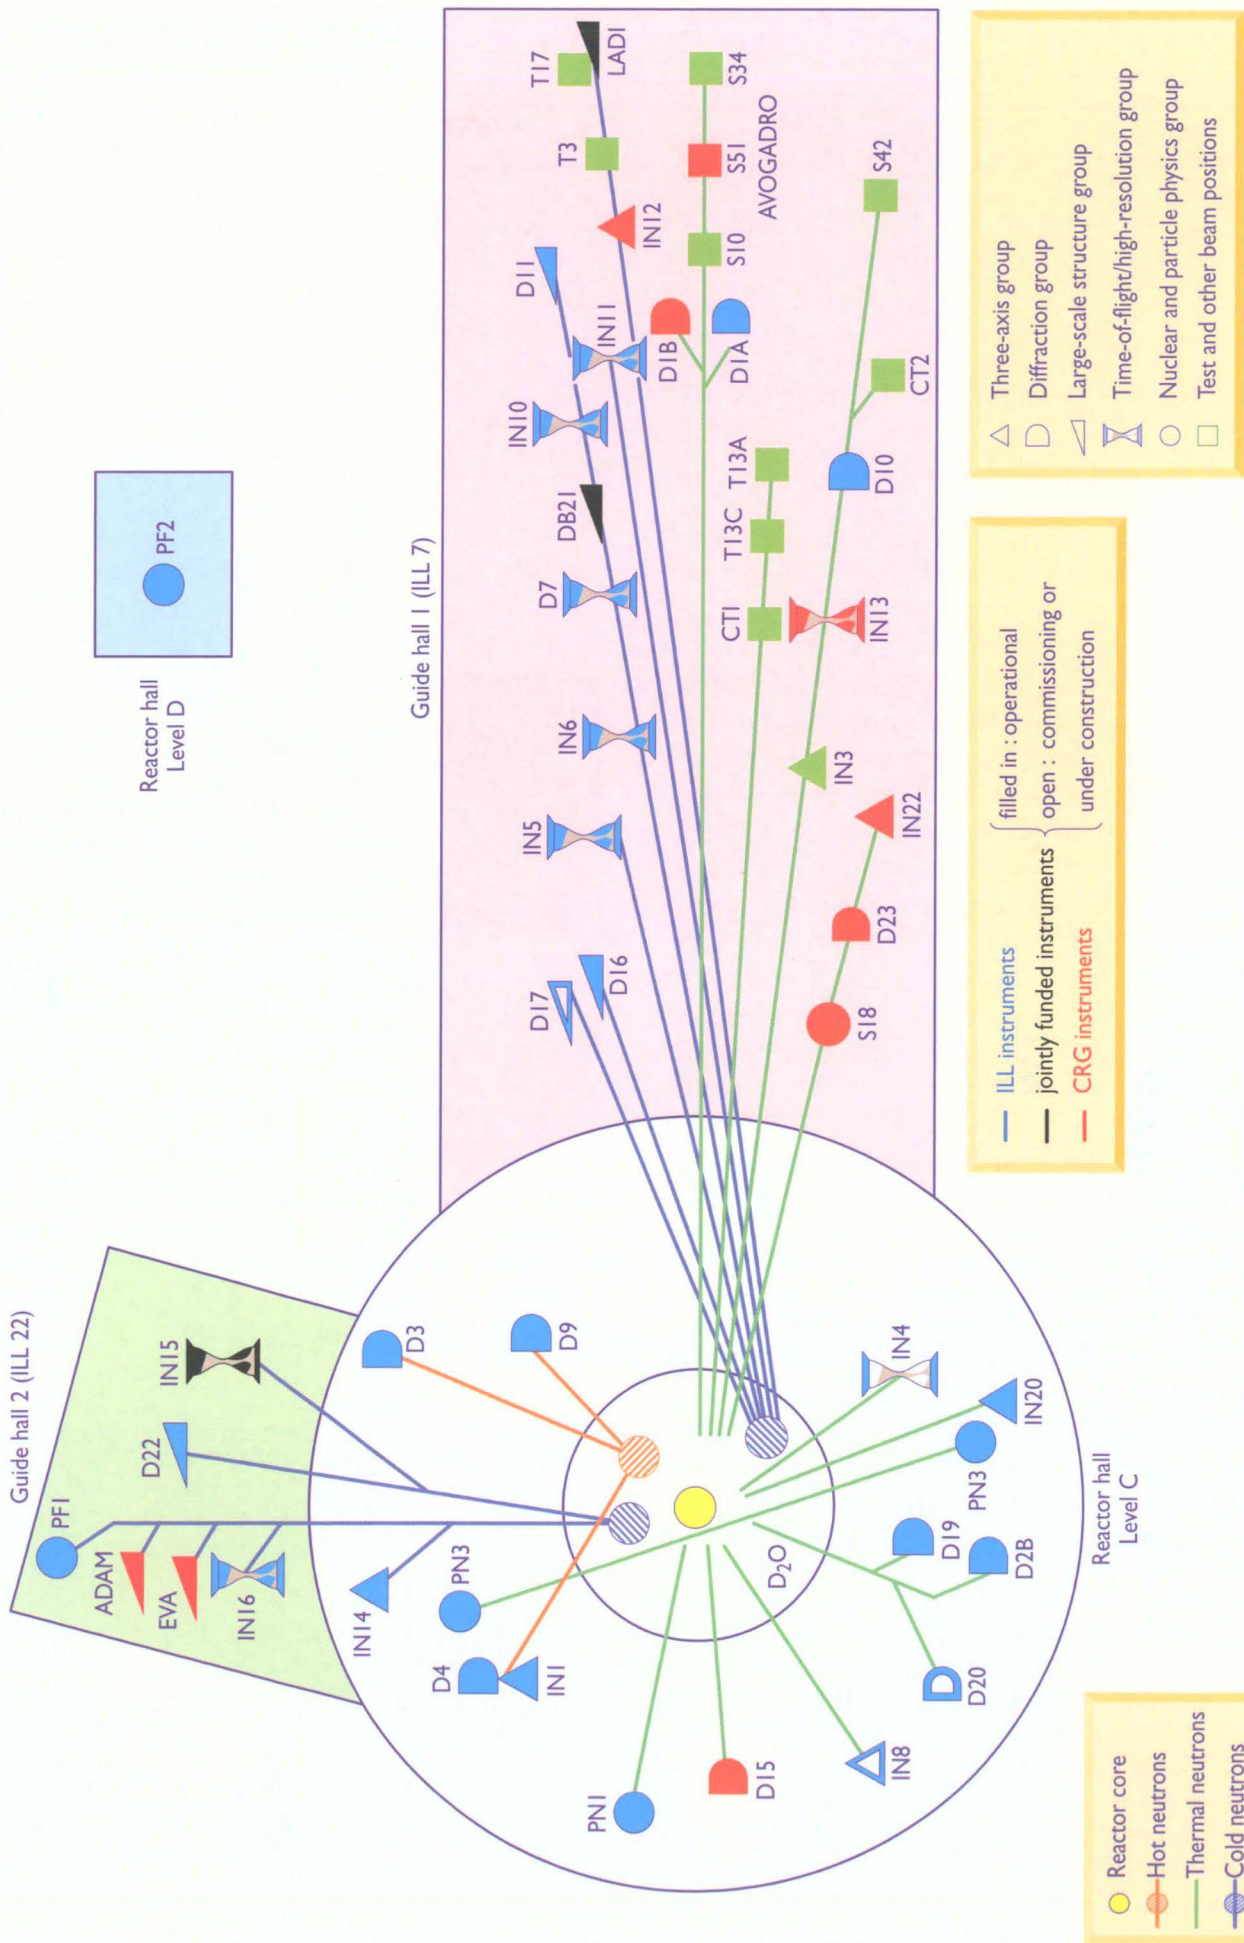 Guide hall 2 (ILL 22)
PF1
ADAM
EVA
IN16
D22
IN15
IN14
PN3
D4
IN1
D3
D9
PN1
D15
IN8
D20
D19
D2B
PN3
IN20
IN4
D₂O
Reactor hall
Level C
Reactor hall
Level D
PF2
Guide hall 1 (ILL 7)
D17
D16
IN5
IN6
D7
DB21
IN10
IN11
D11
IN12
T3
T17
LADI
D1B
D1A
S10
S51
S34
AVOGADRO
CT1
T13C
T13A
IN3
IN13
D10
CT2
S42
S18
D23
IN22
Reactor core
Hot neutrons
Thermal neutrons
Cold neutrons
ILL instruments
jointly funded instruments
CRG instruments
filled in : operational
open : commissioning or
under construction
Three-axis group
Diffraction group
Large-scale structure group
Time-of-flight/high-resolution group
Nuclear and particle physics group
Test and other beam positions